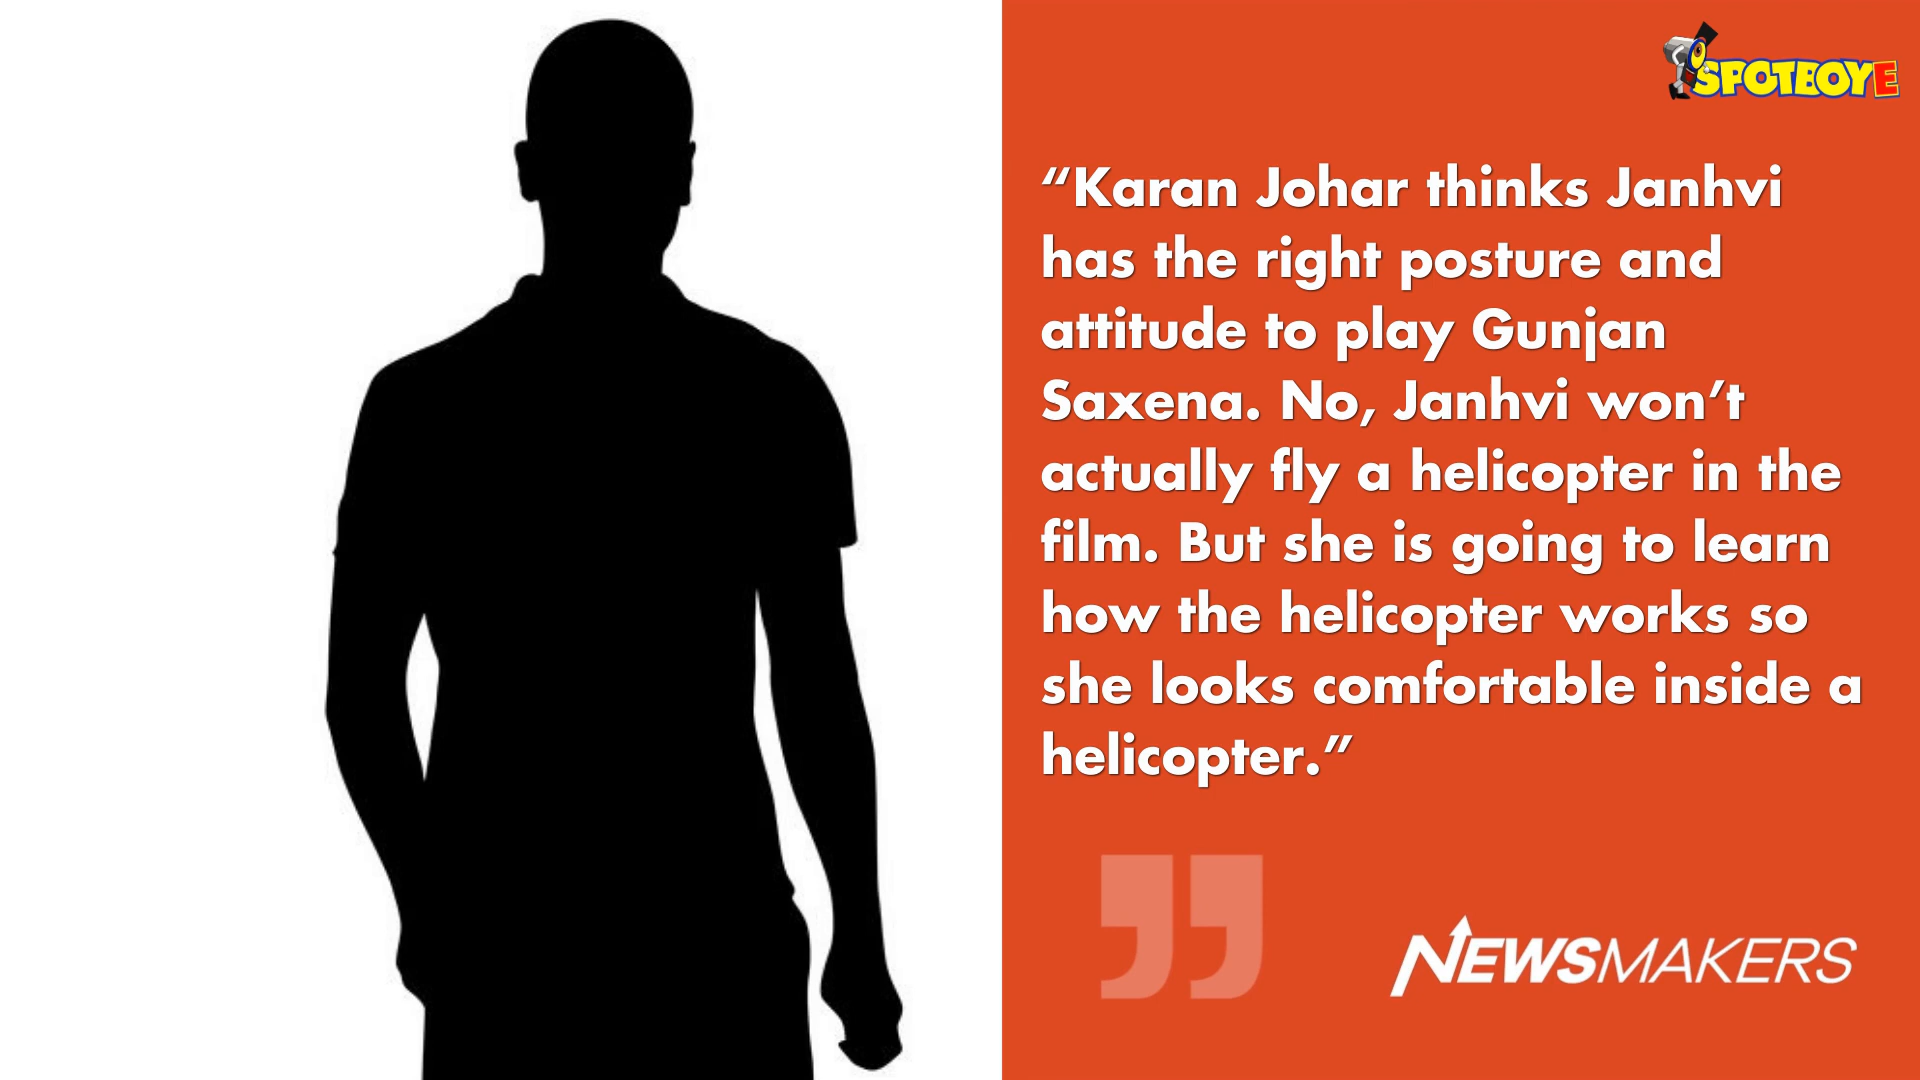 SPOTBOYE
“Karan Johar thinks Janhvi
has the right posture and
attitude to play Gunjan
Saxena. No, Janhvi won’t
actually fly a helicopter in the
film. But she is going to learn
how the helicopter works so
she looks comfortable inside a
helicopter.”
”
NEWSMAKERS